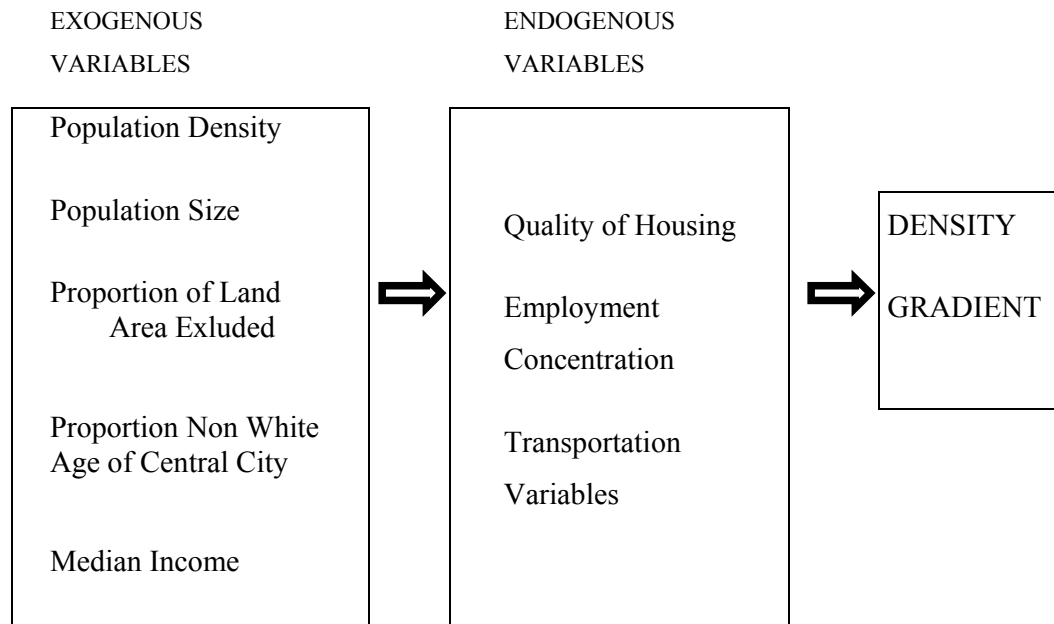 EXOGENOUS
VARIABLES
Population Density
Population Size
Proportion of Land
Area Exluded
Proportion Non White
Age of Central City
Median Income
ENDOGENOUS
VARIABLES
Quality of Housing
Employment
Concentration
Transportation
Variables
DENSITY
GRADIENT